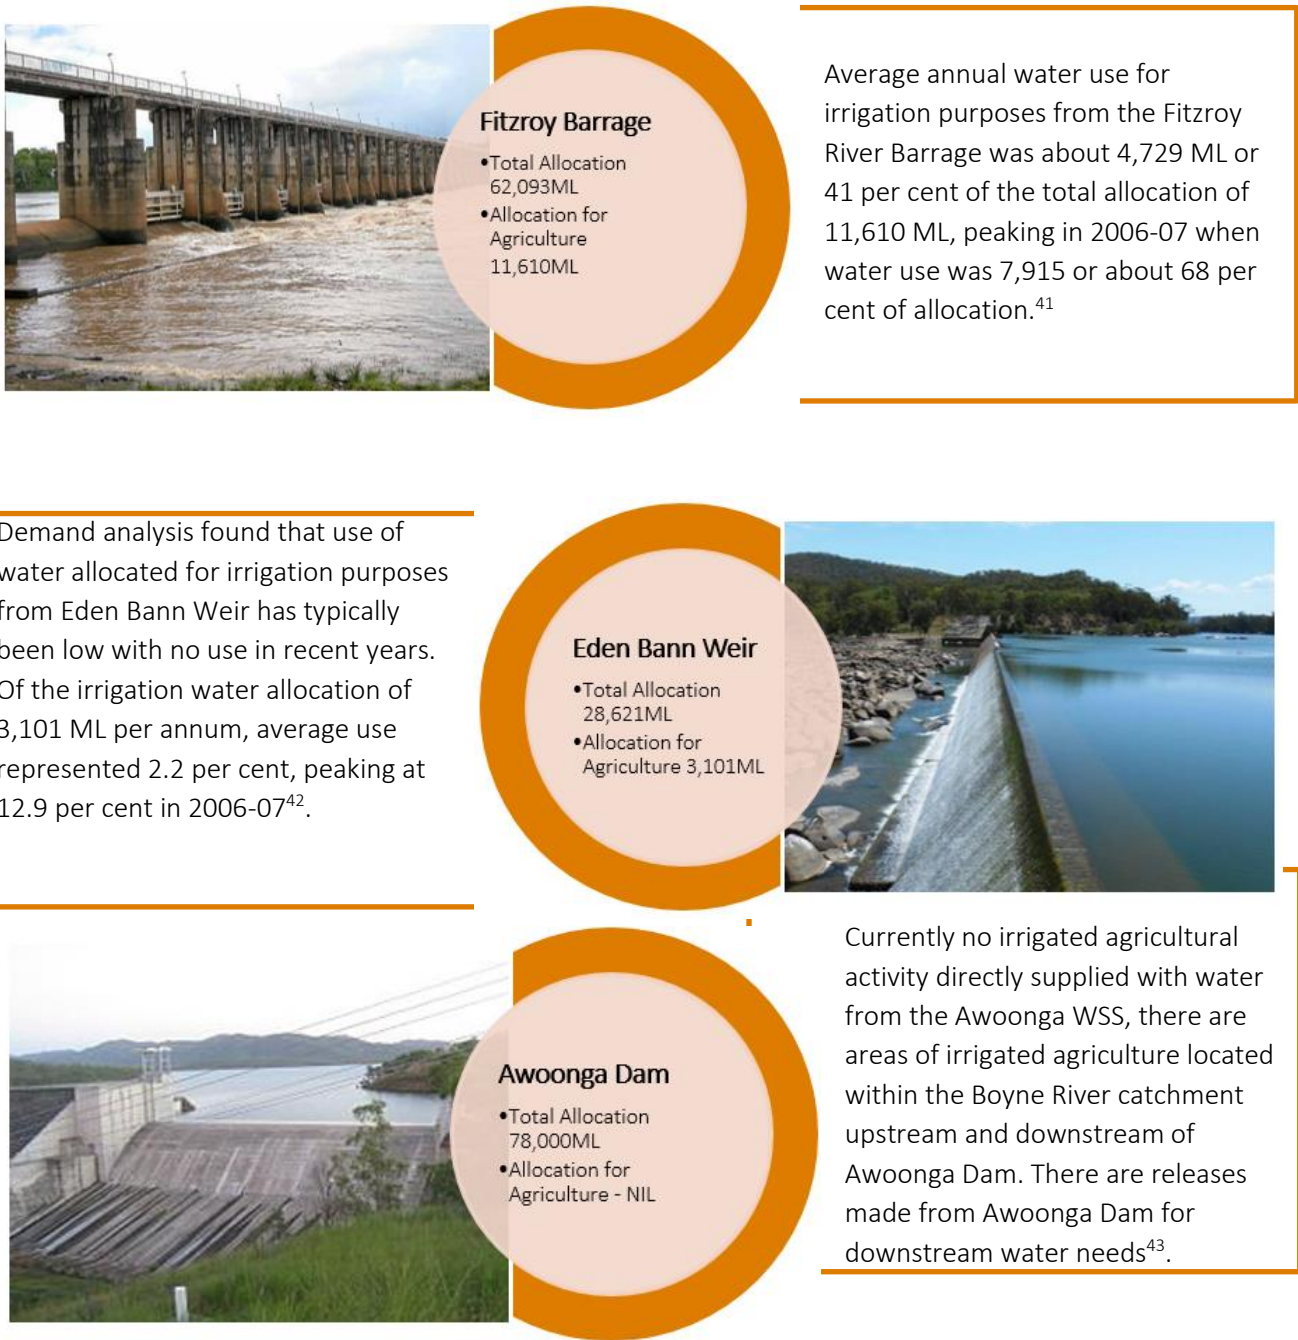 Fitzroy Barrage
•Total Allocation
62,093ML
•Allocation for
Agriculture
11,610ML
Average annual water use for
irrigation purposes from the Fitzroy
River Barrage was about 4,729 ML or
41 per cent of the total allocation of
11,610 ML, peaking in 2006-07 when
water use was 7,915 or about 68 per
cent of allocation.41
Demand analysis found that use of
water allocated for irrigation purposes
from Eden Bann Weir has typically
been low with no use in recent years.
Of the irrigation water allocation of
3,101 ML per annum, average use
represented 2.2 per cent, peaking at
12.9 per cent in 2006-0742.
Eden Bann Weir
•Total Allocation
28,621ML
•Allocation for
Agriculture 3,101ML
Awoonga Dam
•Total Allocation
78,000ML
•Allocation for
Agriculture - NIL
Currently no irrigated agricultural
activity directly supplied with water
from the Awoonga WSS, there are
areas of irrigated agriculture located
within the Boyne River catchment
upstream and downstream of
Awoonga Dam. There are releases
made from Awoonga Dam for
downstream water needs43.